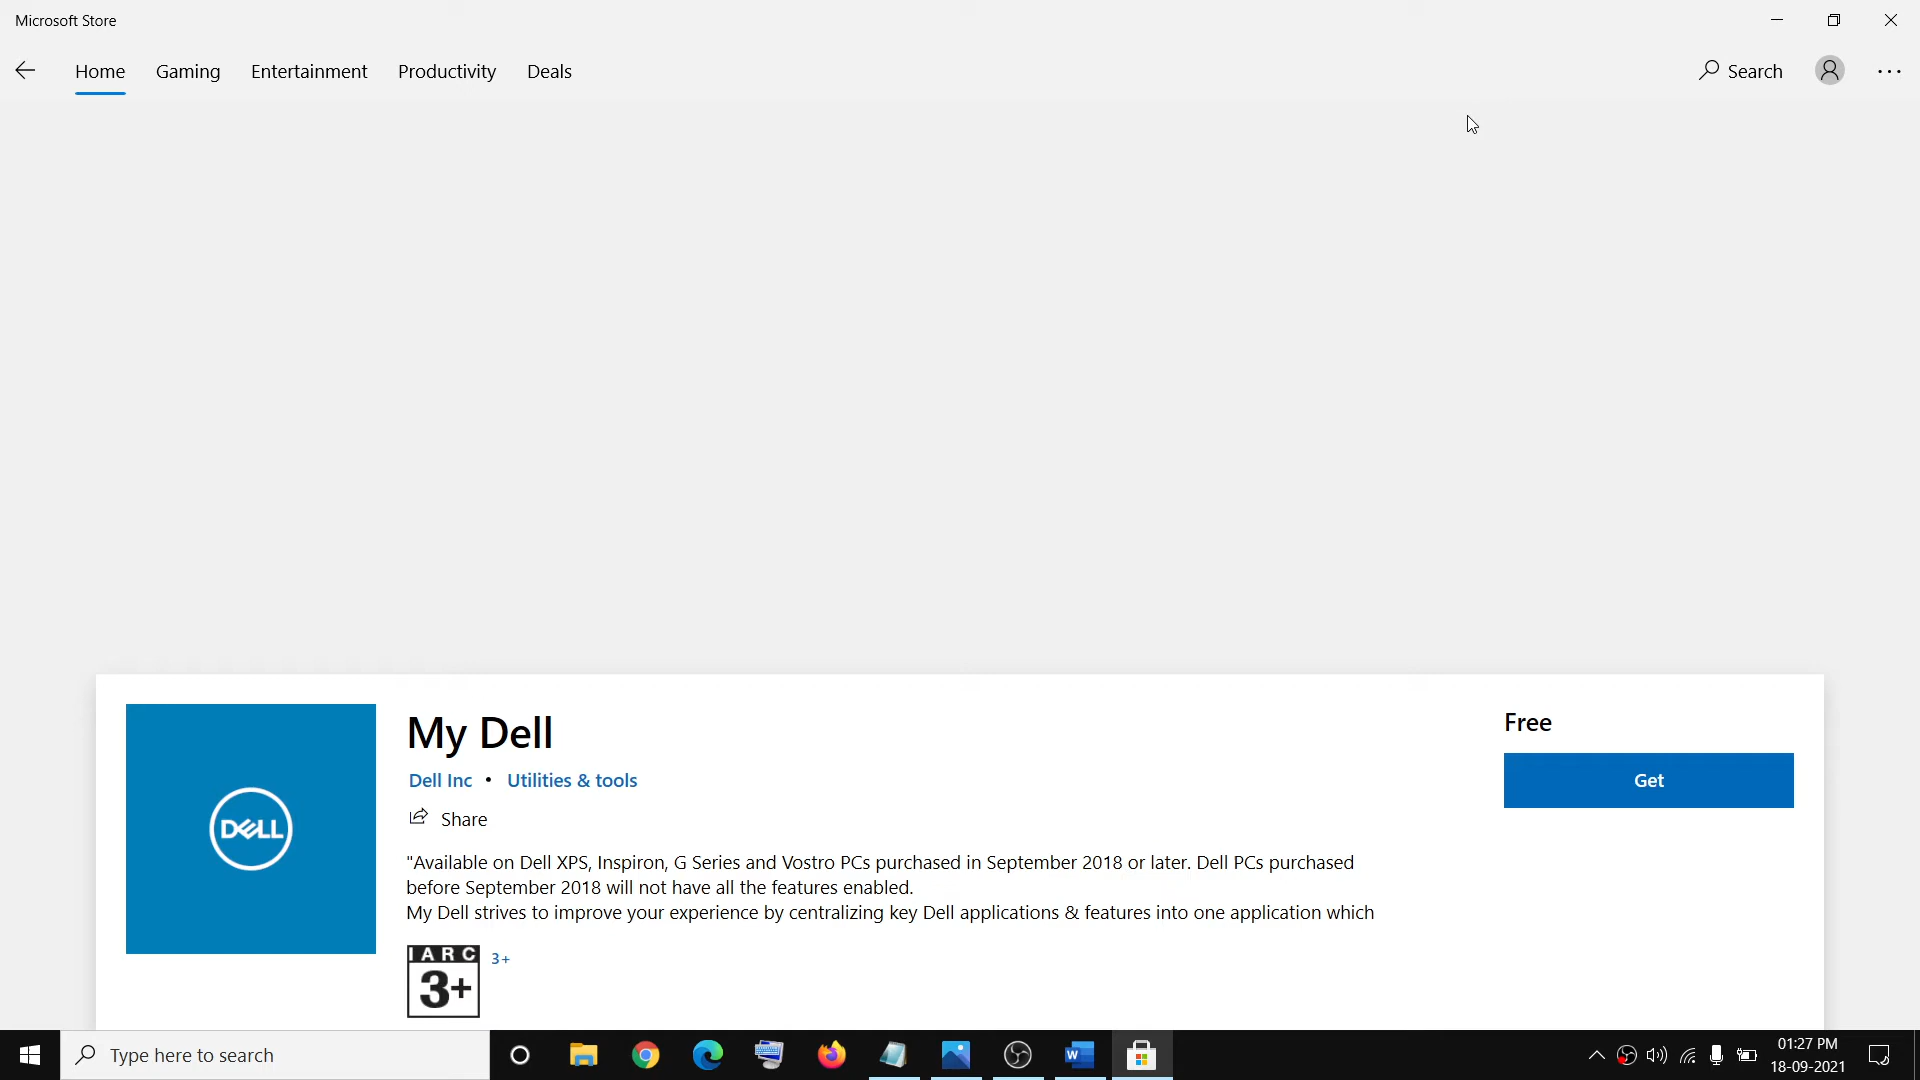 Microsoft Store
Home Gaming Entertainment Productivity Deals Search
My Dell
Dell Inc • Utilities & tools
Share
"Available on Dell XPS, Inspiron, G Series and Vostro PCs purchased in September 2018 or later. Dell PCs purchased
before September 2018 will not have all the features enabled.
My Dell strives to improve your experience by centralizing key Dell applications & features into one application which
IARC
3+
3+
DELL
Free
Get
Type here to search
W
01:27 PM
18-09-2021